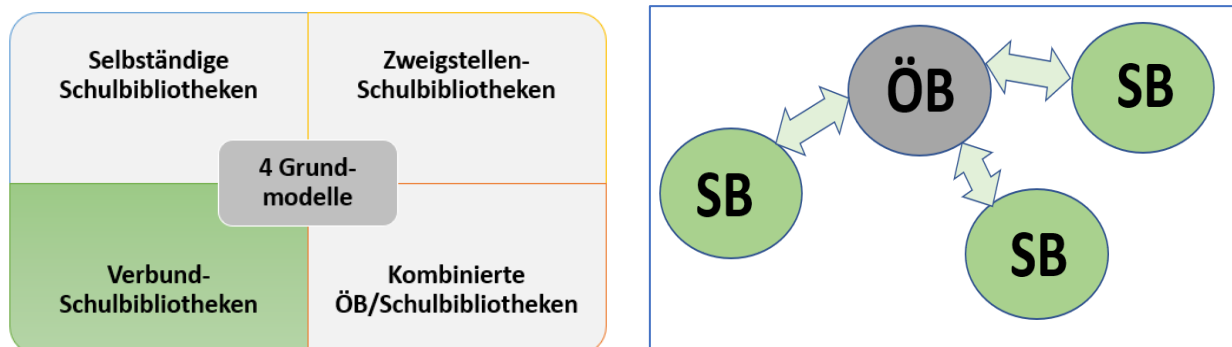 Selbständige
Schulbibliotheken
Zweigstellen-
Schulbibliotheken
4 Grund-
modelle
Verbund-
Schulbibliotheken
Kombinierte
ÖB/Schulbibliotheken
ÖB
SB
SB
SB